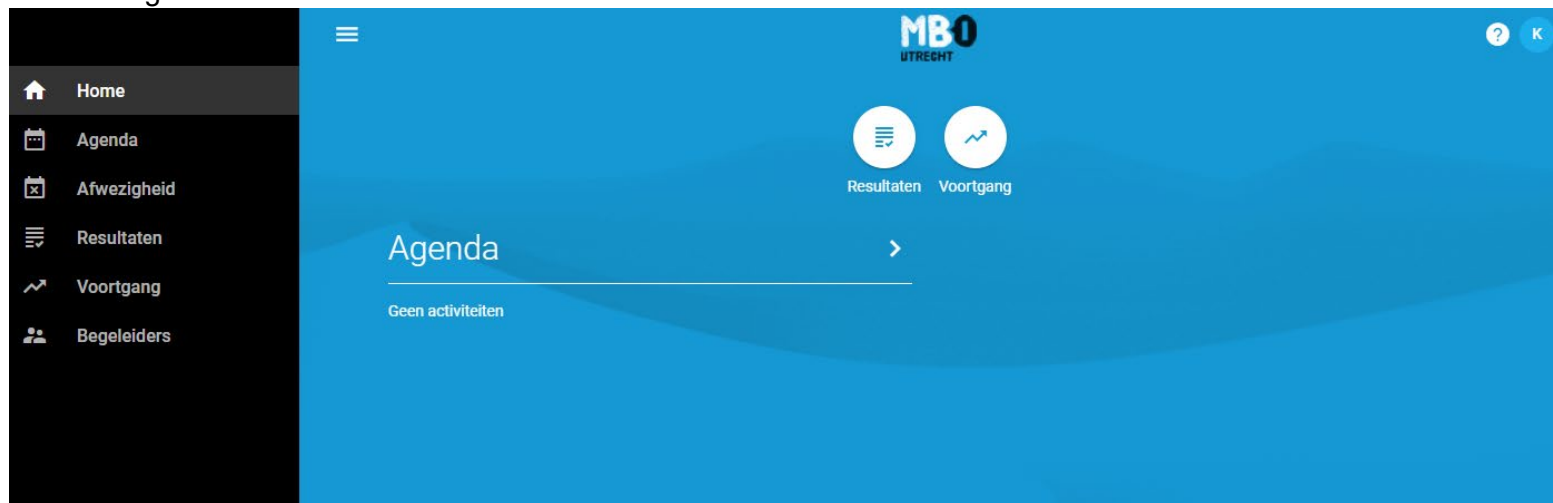 MBO
UTRECHT
? K
Home
Agenda
Afwezigheid
Resultaten
Voortgang
Begeleiders
Resultaten Voortgang
Agenda
Geen activiteiten